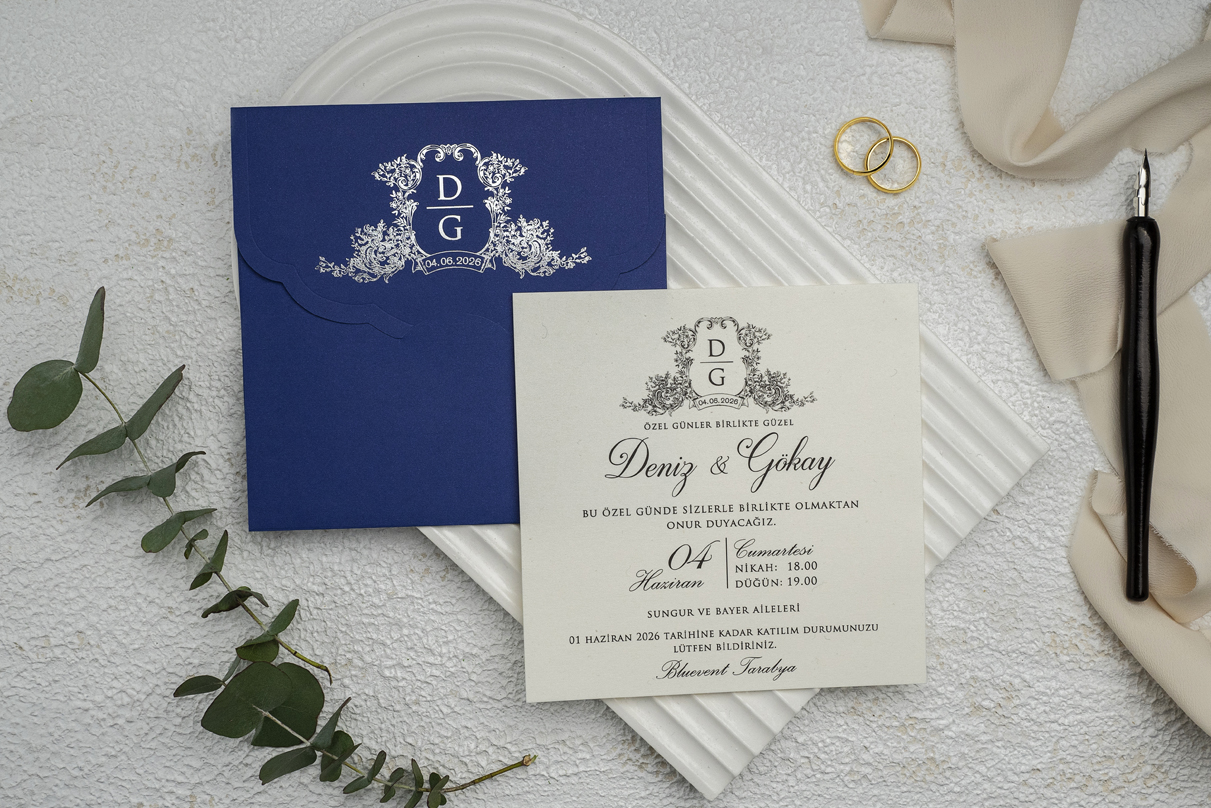 D
G
04.06.2026
D
G
04.06.2026
ÖZEL GÜNLER BİRLİKTE GÜZEL
Deniz & Gökay
BU ÖZEL GÜNDE SİZLERLE BİRLİKTE OLMAKTAN
ONUR DUYACAĞIZ.
04
Haziran
Cumartesi
NİKAH: 18.00
DÜĞÜN: 19.00
SUNGUR VE BAYER AİLELERİ
01 HAZİRAN 2026 TARİHİNE KADAR KATILIM DURUMUNUZU
LÜTFEN BİLDİRİNİZ.
Bluevent Tarabya